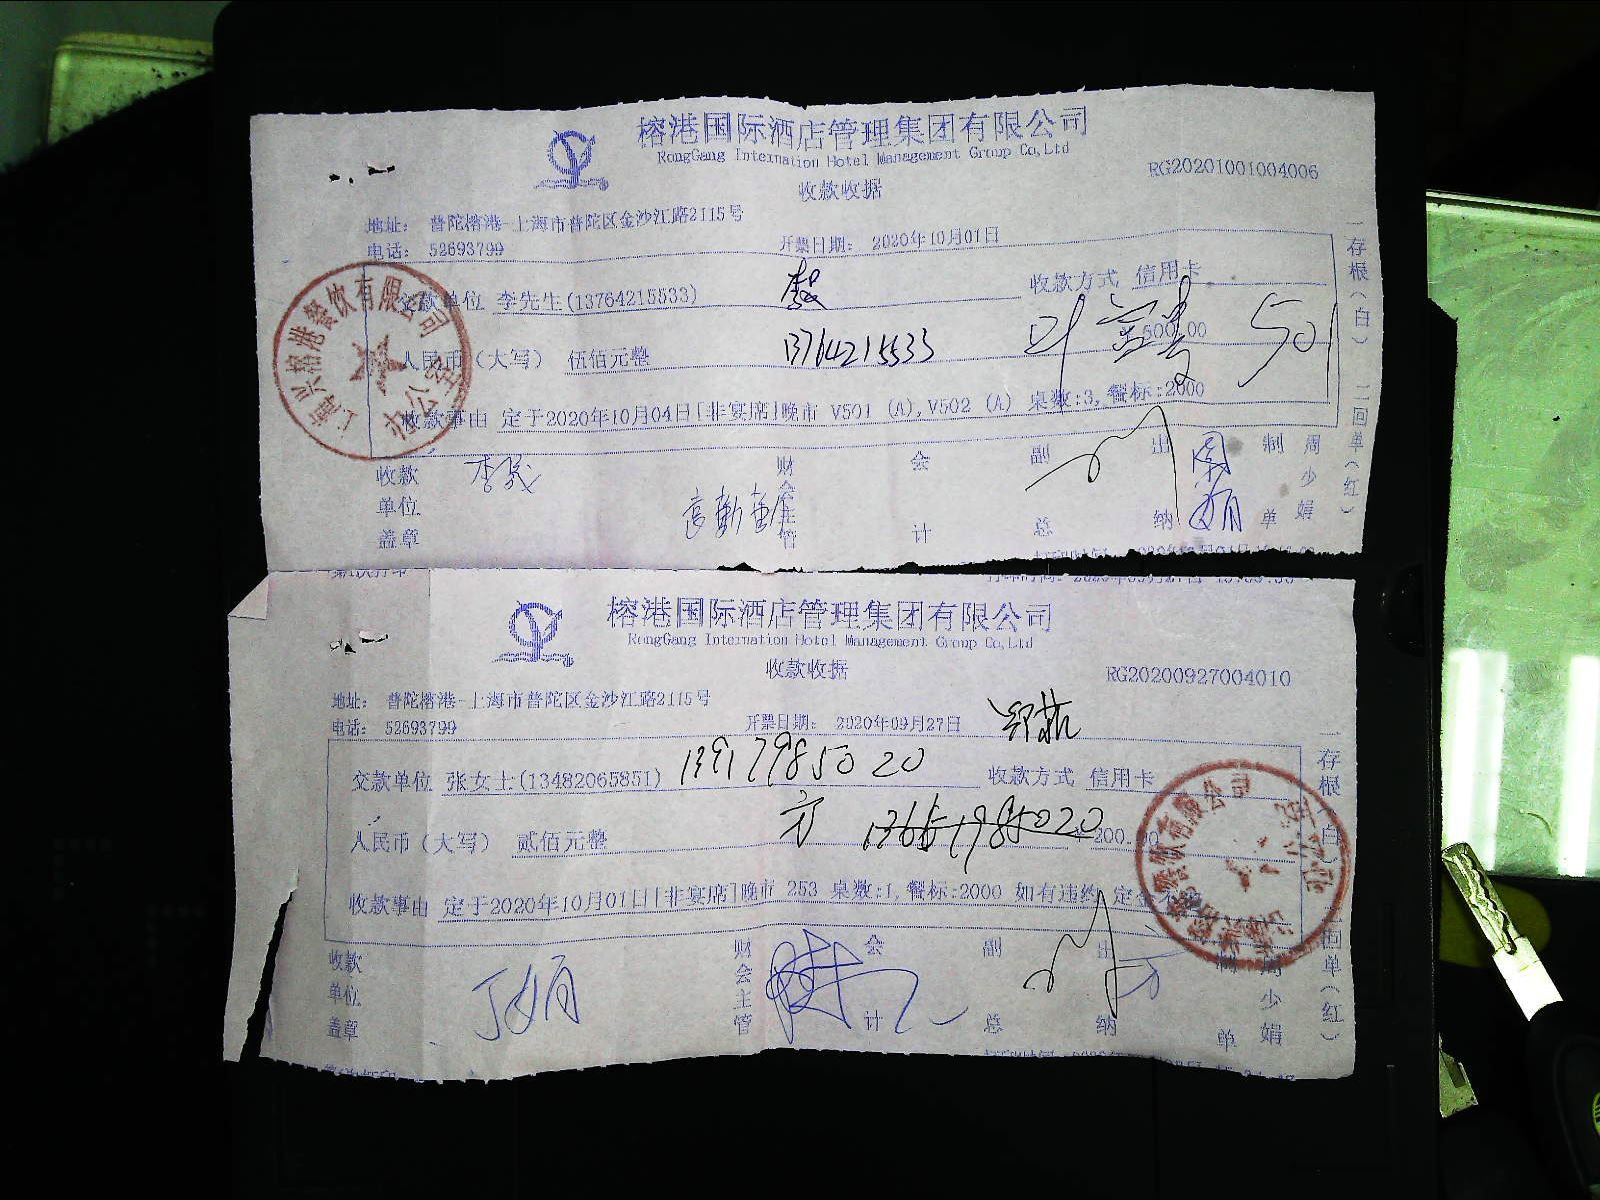 榕港国际酒店管理集团有限公司
RongGang Internation Hotel Management Group Co,Ltd
收款收据
RG20201001004006
地址： 普陀榕港-上海市普陀区金沙江路2115号
电话： 52693799
开票日期： 2020年10月01日
交款单位 李先生(13764215533)
收款方式 信用卡
人民币（大写） 伍佰元整
13764215533
500.00
501
收款事由 定于2020年10月04日[非宴席]晚市 V501 (A),V502 (A) 桌数:3,餐标:2000
收款单位盖章
财会主管
会计
副总
出纳
制单
周少娟
一存根（白） 二回单（红）
榕港国际酒店管理集团有限公司
RongGang Internation Hotel Management Group Co,Ltd
收款收据
RG20200927004010
地址： 普陀榕港-上海市普陀区金沙江路2115号
电话： 52693799
开票日期： 2020年09月27日
交款单位 张女士(13482065851)
13917985020
收款方式 信用卡
人民币（大写） 贰佰元整
收款事由 定于2020年10月01日[非宴席]晚市 253 桌数:1,餐标:2000 如有违约 定金不
收款单位盖章
丁娟
财会主管
会计
副总
出纳
制单
周少娟